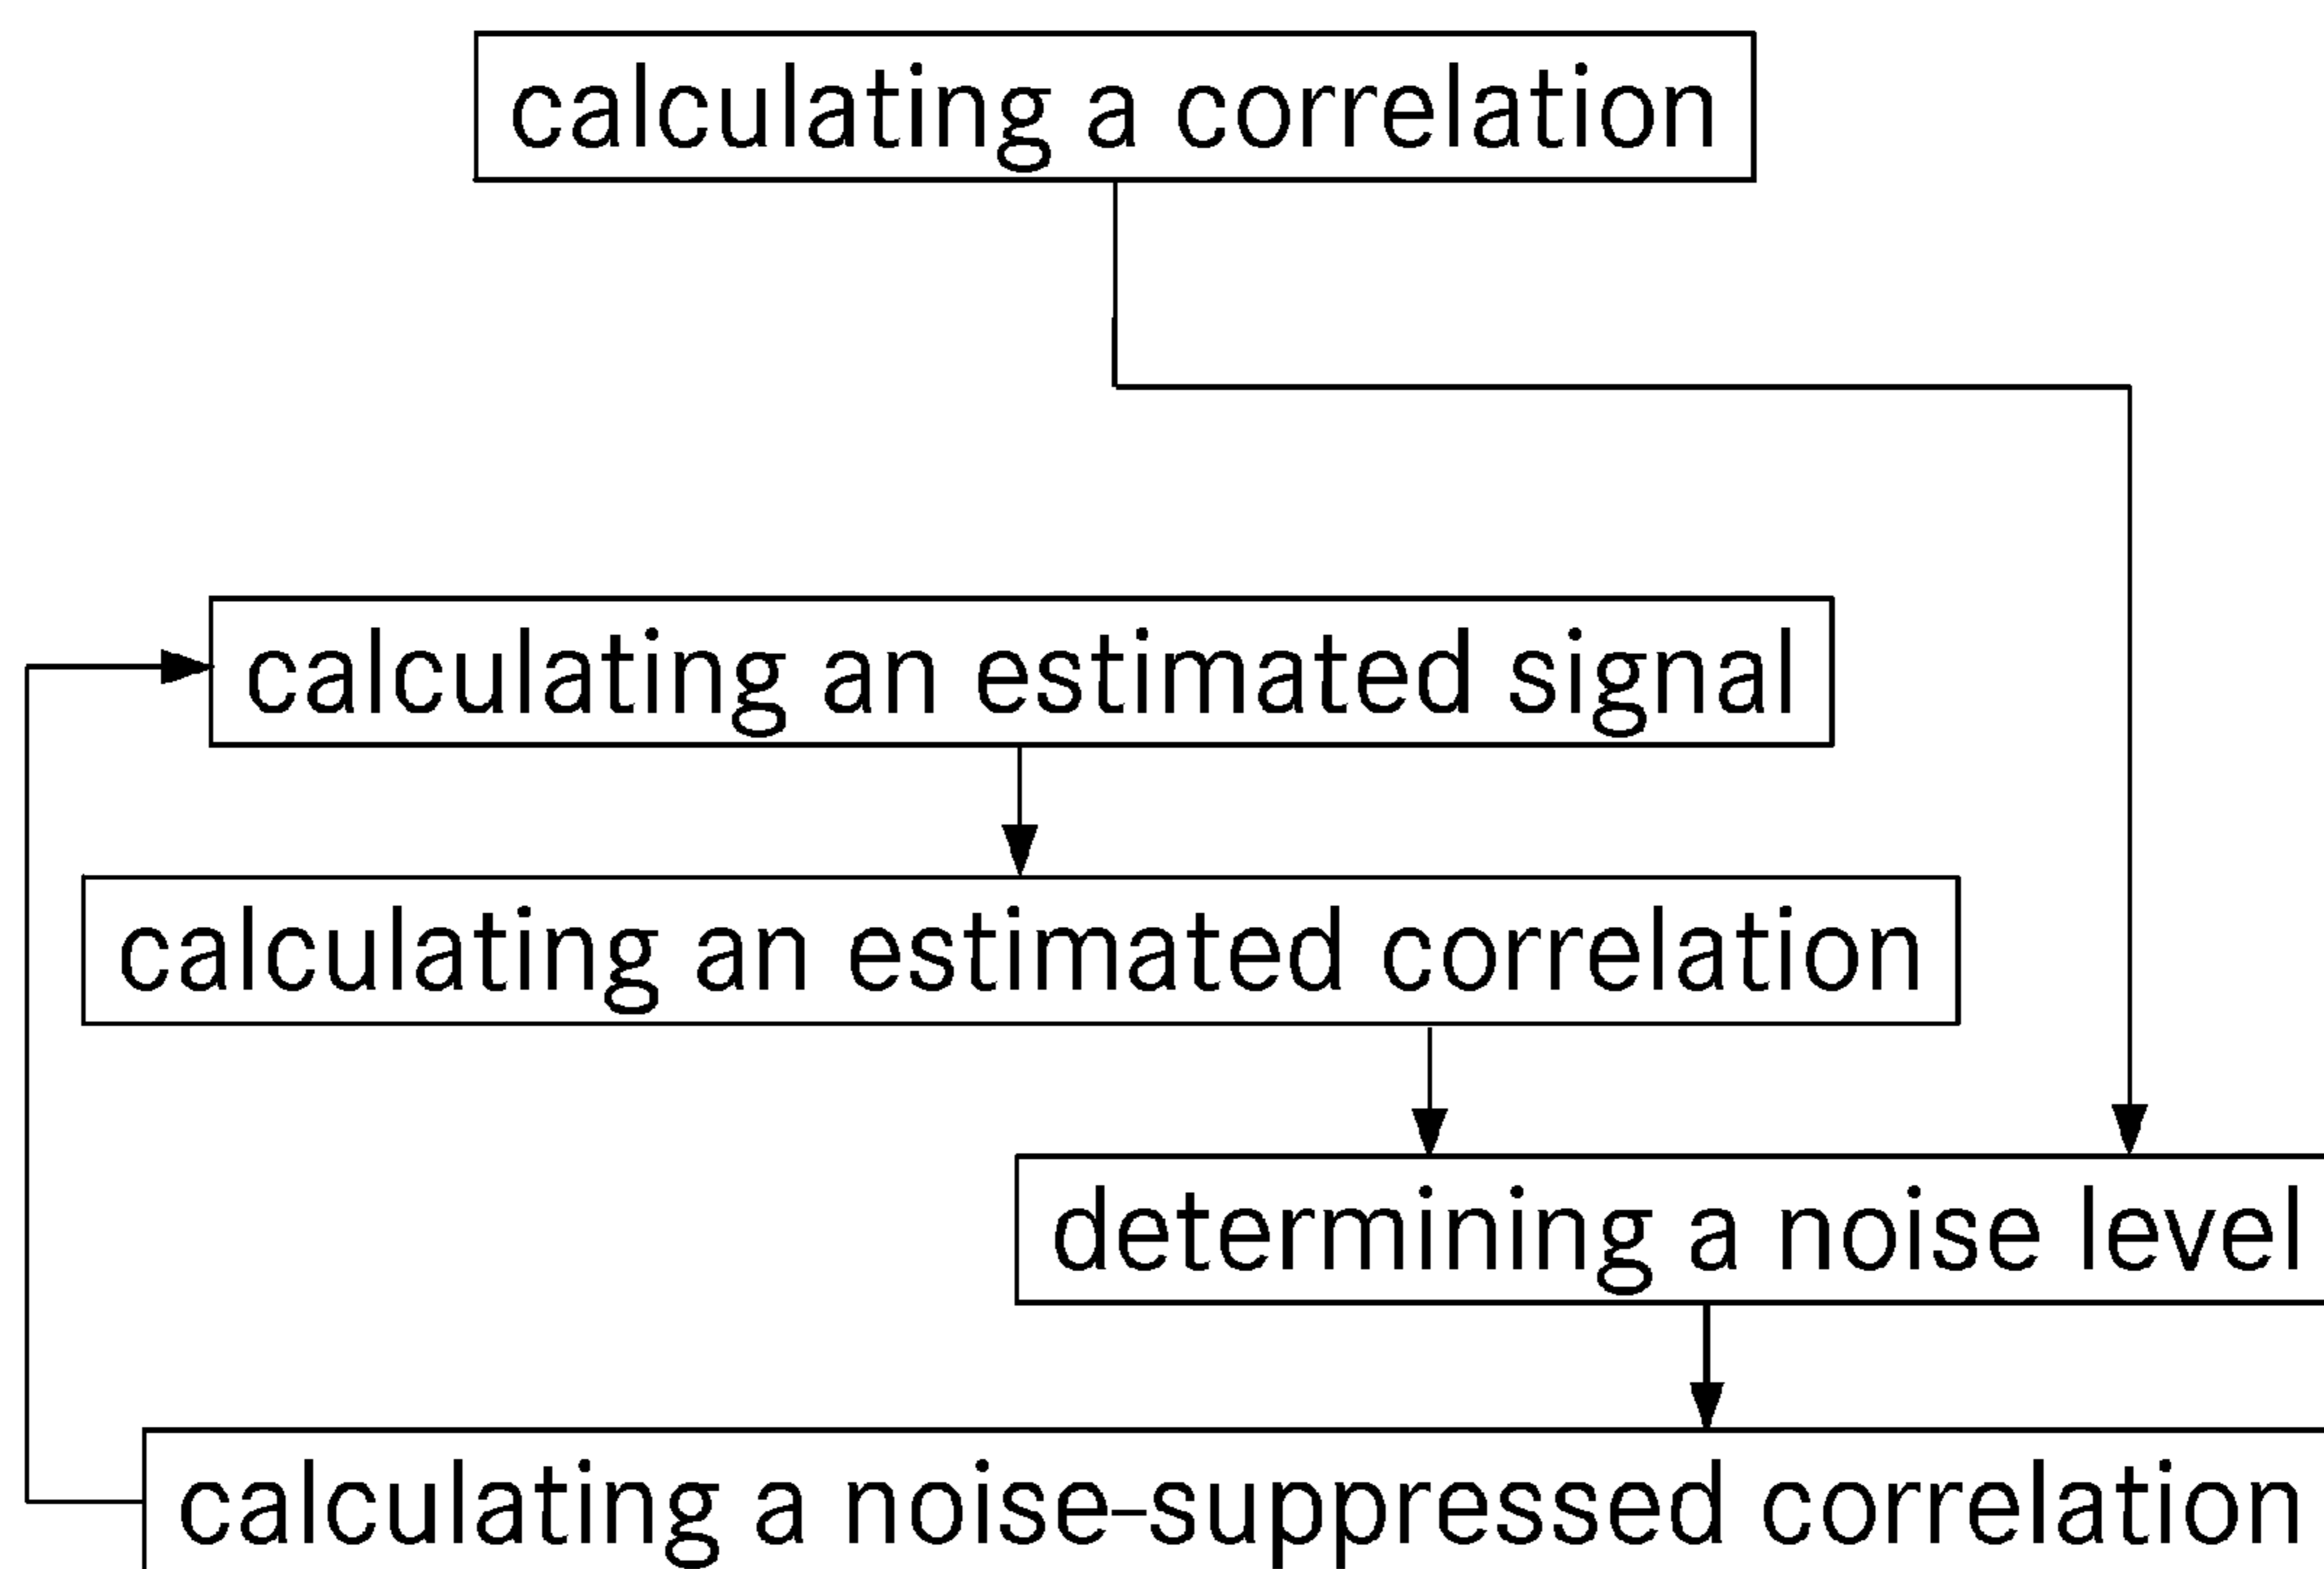 calculating a correlation
calculating an estimated signal
calculating an estimated correlation
determining a noise level
calculating a noise-suppressed correlation